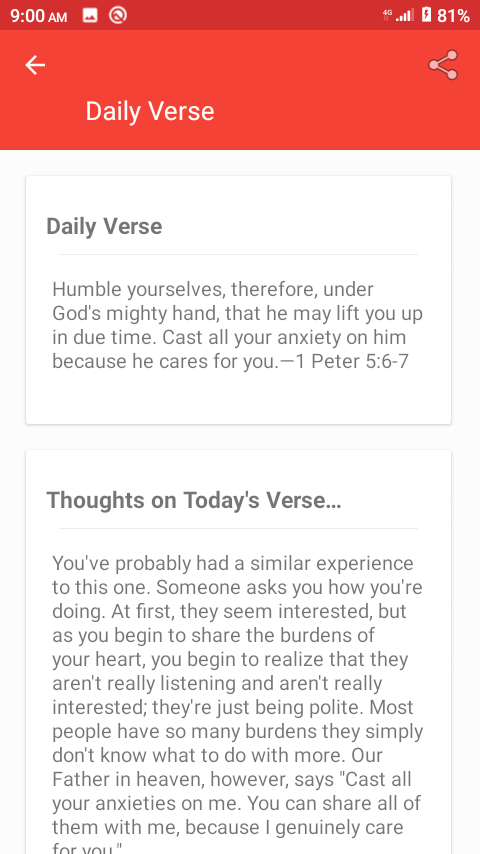 9:00 AM
4G
81%
Daily Verse
Daily Verse
Humble yourselves, therefore, under
God's mighty hand, that he may lift you up
in due time. Cast all your anxiety on him
because he cares for you.—1 Peter 5:6-7
Thoughts on Today's Verse...
You've probably had a similar experience
to this one. Someone asks you how you're
doing. At first, they seem interested, but
as you begin to share the burdens of
your heart, you begin to realize that they
aren't really listening and aren't really
interested; they're just being polite. Most
people have so many burdens they simply
don't know what to do with more. Our
Father in heaven, however, says "Cast all
your anxieties on me. You can share all of
them with me, because I genuinely care
for you."